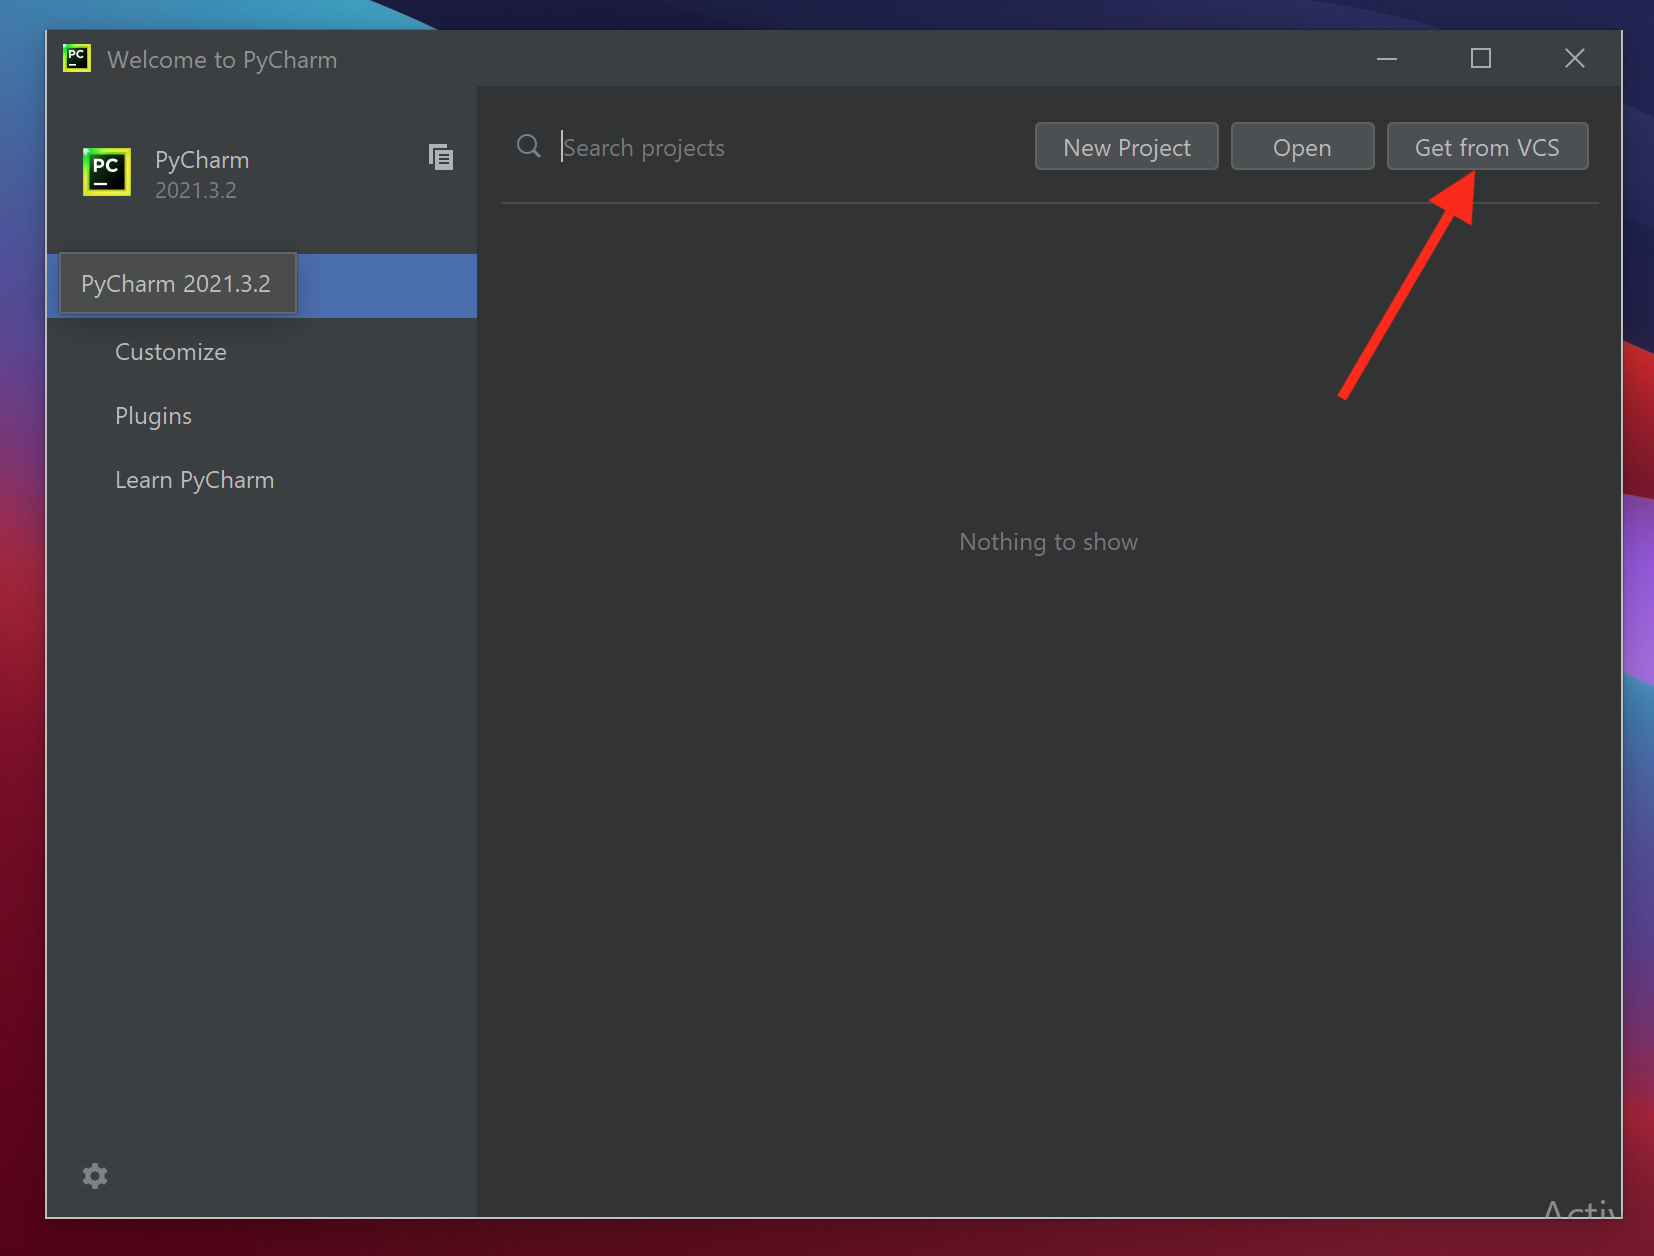 PC
Welcome to PyCharm
PC
PyCharm
2021.3.2
Search projects
New Project
Open
Get from VCS
PyCharm 2021.3.2
Customize
Plugins
Learn PyCharm
Nothing to show